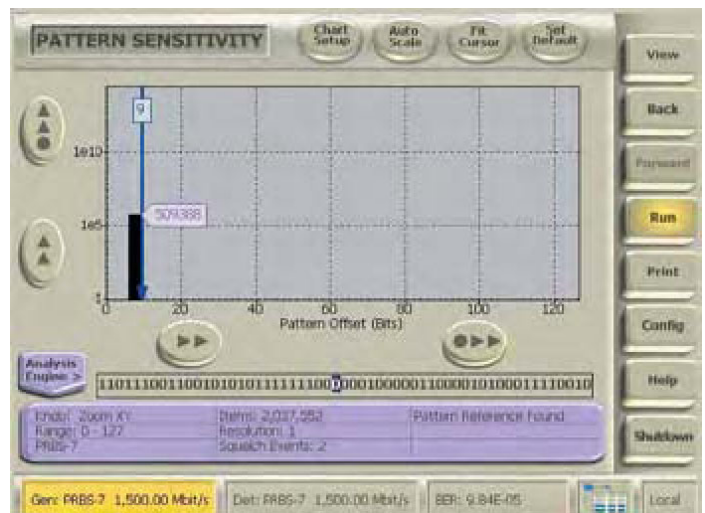 PATTERN SENSITIVITY
Chart Setup
Auto Scale
Fit Cursor
Set Default
View
Back
Forward
Run
Print
Config
Help
Shutdown
9
1e10
509388
1e5
0 20 40 60 80 100 120
Pattern Offset (Bits)
Analysis Engine >
Knob: Zoom XY
Range: 0 - 127
PRBS-7
Items: 2,037,552
Resolution: 1
Squelch Events: 2
Pattern Reference Found
Gen: PRBS-7 1,500.00 Mbit/s
Det: PRBS-7 1,500.00 Mbit/s
BER: 9.84E-05
Local